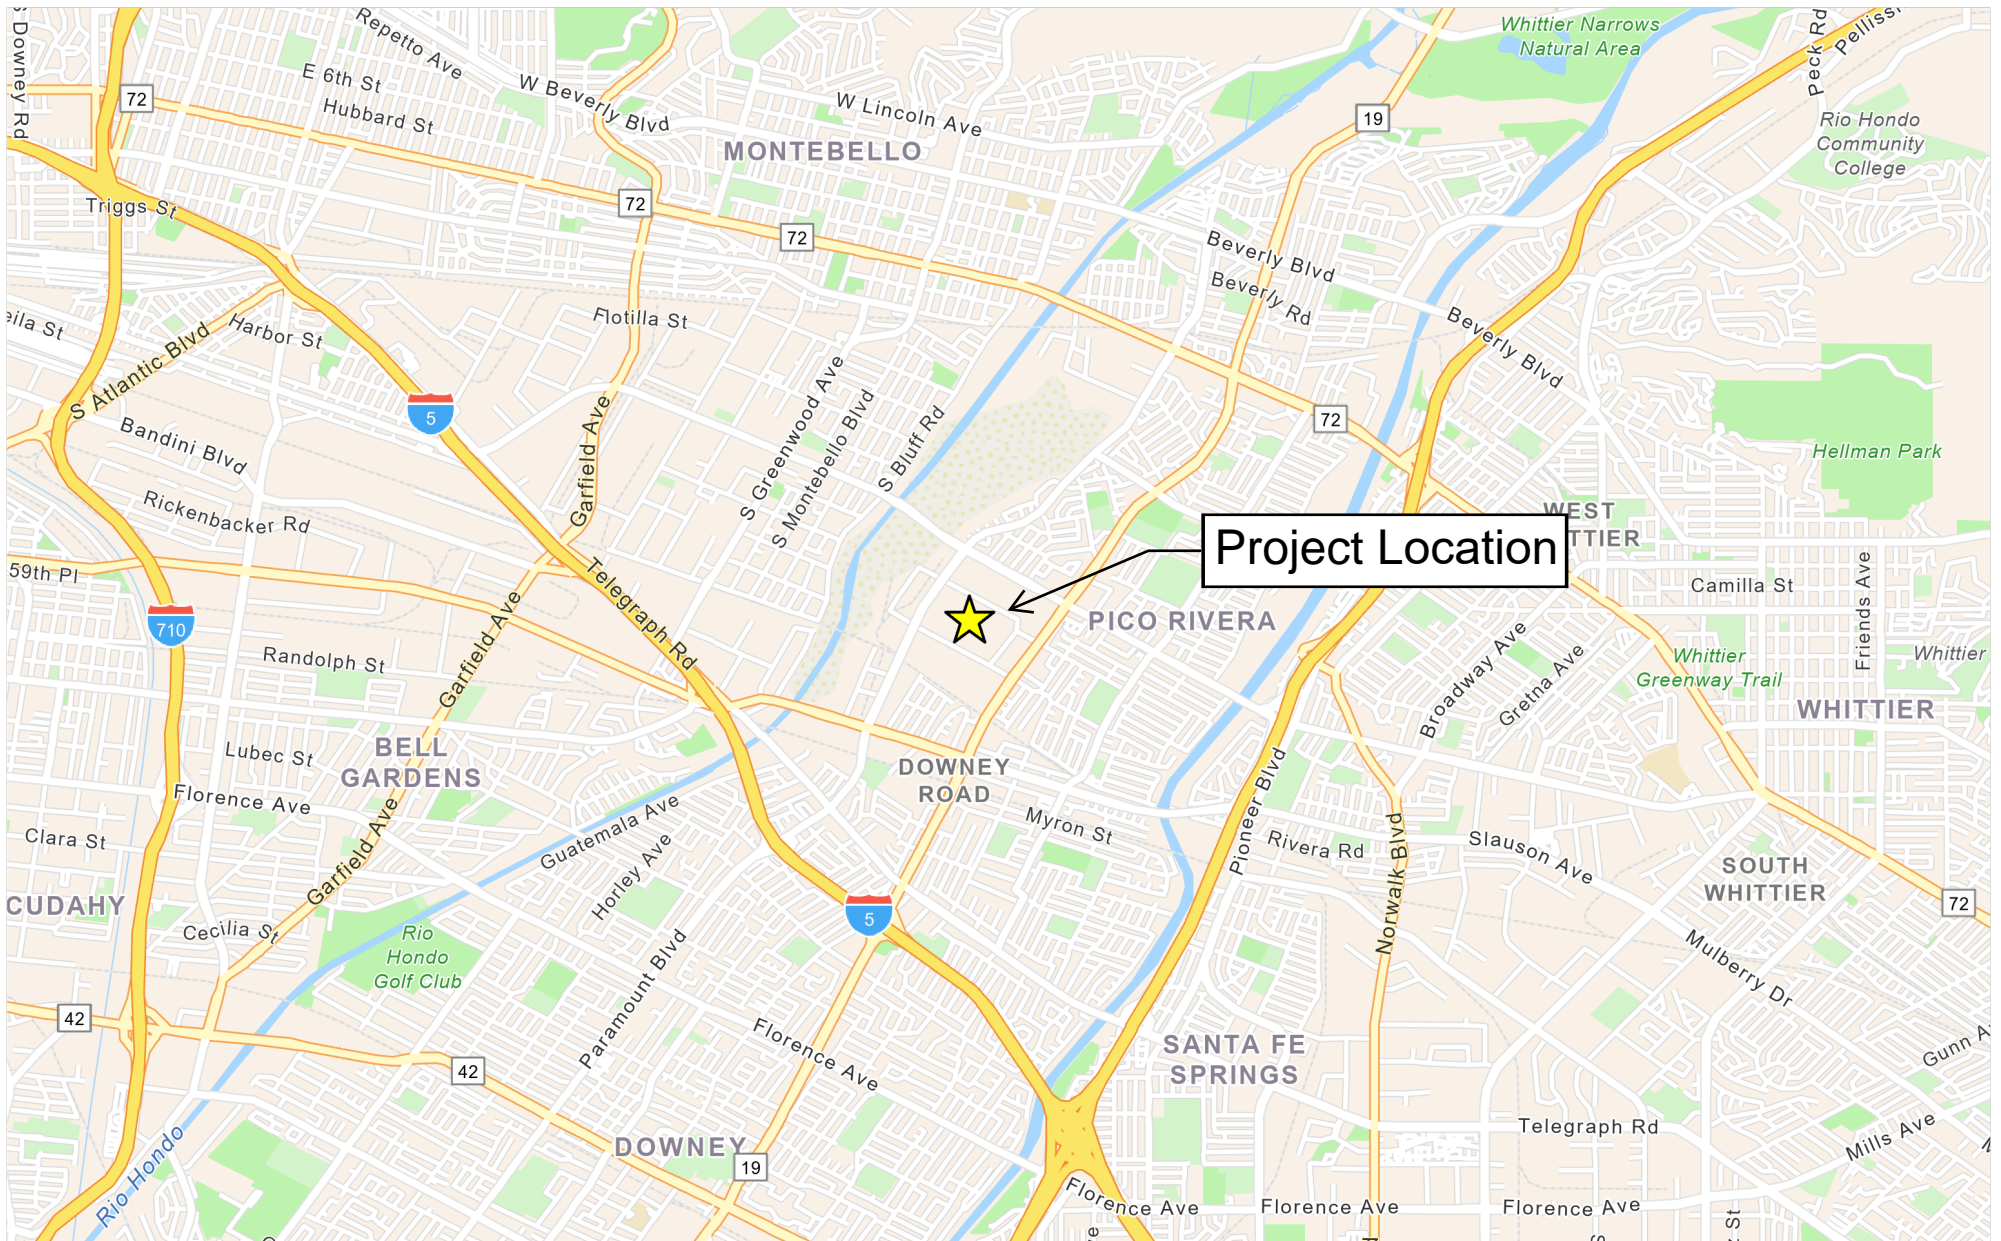 S Downey Rd
Repetto Ave
E 6th St
Hubbard St
72
W Beverly Blvd
W Lincoln Ave
MONTEBELLO
19
Whittier Narrows
Natural Area
Peck Rd
Rio Hondo
Community
College
Triggs St
72
72
Beverly Blvd
Beverly Rd
Beverly Blvd
Flotilla St
Harbor St
S Atlantic Blvd
5
Bandini Blvd
Rickenbacker Rd
Garfield Ave
S Greenwood Ave
S Montebello Blvd
S Bluff Rd
72
Hellman Park
WEST
Project Location
59th Pl
710
Telegraph Rd
Garfield Ave
Randolph St
PICO RIVERA
Camilla St
Friends Ave
Whittier
Whittier
Greenway Trail
Broadway Ave
Gretna Ave
WHITTIER
Lubec St
BELL
GARDENS
DOWNEY
ROAD
Florence Ave
Clara St
Garfield Ave
Guatemala Ave
Horley Ave
Myron St
Pioneer Blvd
Rivera Rd
Norwalk Blvd
Slauson Ave
SOUTH
WHITTIER
72
CUDAHY
Cecilia St
Rio
Hondo
Golf Club
5
Paramount Blvd
Mulberry Dr
42
42
Florence Ave
SANTA FE
SPRINGS
Gunn
Telegraph Rd
Mills Ave
Rio Hondo
DOWNEY
19
Florence Ave
Florence Ave
Florence Ave